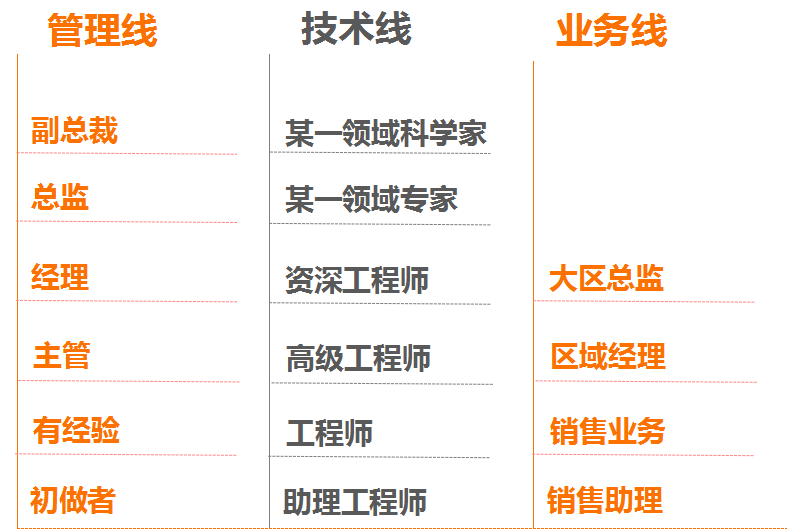 管理线
技术线
业务线
副总裁
某一领域科学家
总监
某一领域专家
经理
资深工程师
大区总监
主管
高级工程师
区域经理
有经验
工程师
销售业务
初做者
助理工程师
销售助理